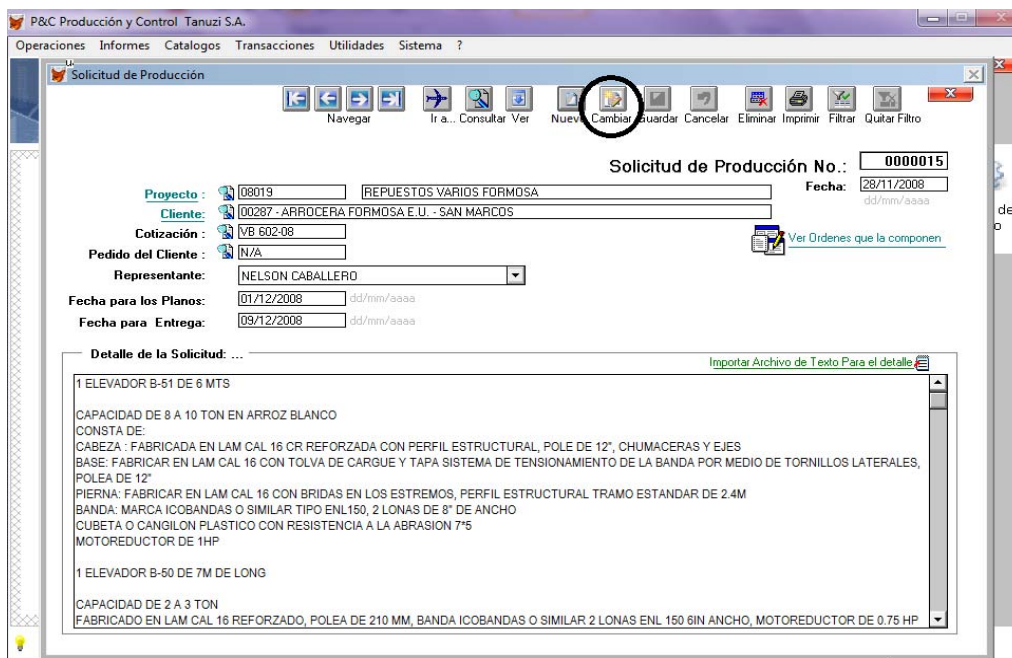 P&C Producción y Control Tanuzi S.A.
Operaciones Informes Catalogos Transacciones Utilidades Sistema ?
Solicitud de Producción
Navegar Ir a... Consultar Ver Nuevo Cambiar Guardar Cancelar Eliminar Imprimir Filtrar Quitar Filtro
Solicitud de Producción No.: 0000015
Fecha: 28/11/2008
dd/mm/aaaa
Proyecto : 08019 REPUESTOS VARIOS FORMOSA
Cliente: 00287 - ARROCERA FORMOSA E.U. - SAN MARCOS
Cotización : VB 602-08
Ver Ordenes que la componen
Pedido del Cliente : N/A
Representante: NELSON CABALLERO
Fecha para los Planos: 01/12/2008 dd/mm/aaaa
Fecha para Entrega: 09/12/2008 dd/mm/aaaa
Detalle de la Solicitud: ...
Importar Archivo de Texto Para el detalle
1 ELEVADOR B-51 DE 6 MTS
CAPACIDAD DE 8 A 10 TON EN ARROZ BLANCO
CONSTA DE:
CABEZA : FABRICADA EN LAM CAL 16 CR REFORZADA CON PERFIL ESTRUCTURAL, POLE DE 12", CHUMACERAS Y EJES
BASE: FABRICAR EN LAM CAL 16 CON TOLVA DE CARGUE Y TAPA SISTEMA DE TENSIONAMIENTO DE LA BANDA POR MEDIO DE TORNILLOS LATERALES,
POLEA DE 12"
PIERNA: FABRICAR EN LAM CAL 16 CON BRIDAS EN LOS ESTREMOS, PERFIL ESTRUCTURAL TRAMO ESTANDAR DE 2.4M
BANDA: MARCA ICOBANDAS O SIMILAR TIPO ENL150, 2 LONAS DE 8" DE ANCHO
CUBETA O CANGILON PLASTICO CON RESISTENCIA A LA ABRASION 7*5
MOTOREDUCTOR DE 1HP
1 ELEVADOR B-50 DE 7M DE LONG
CAPACIDAD DE 2 A 3 TON
FABRICADO EN LAM CAL 16 REFORZADO, POLEA DE 210 MM, BANDA ICOBANDAS O SIMILAR 2 LONAS ENL 150 6IN ANCHO, MOTOREDUCTOR DE 0.75 HP